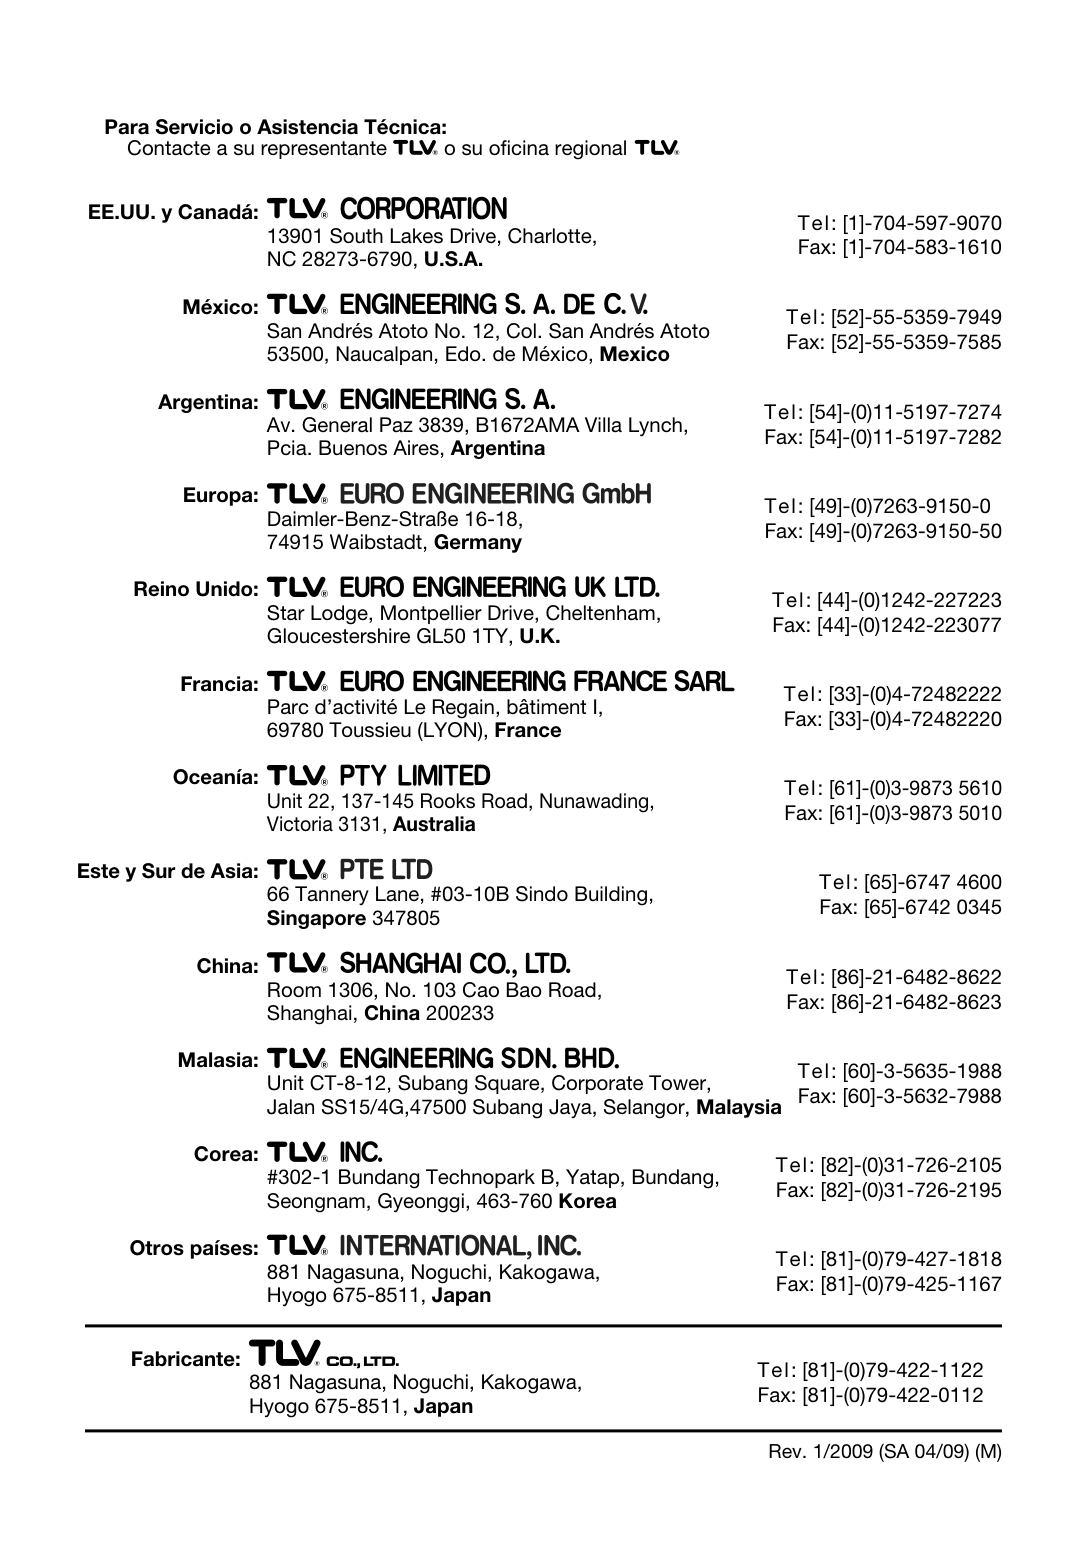 Para Servicio o Asistencia Técnica:
Contacte a su representante TLV® o su oficina regional TLV®
EE.UU. y Canadá: TLV® CORPORATION
13901 South Lakes Drive, Charlotte,
NC 28273-6790, U.S.A.
Tel: [1]-704-597-9070
Fax: [1]-704-583-1610
México: TLV® ENGINEERING S. A. DE C. V.
San Andrés Atoto No. 12, Col. San Andrés Atoto
53500, Naucalpan, Edo. de México, Mexico
Tel: [52]-55-5359-7949
Fax: [52]-55-5359-7585
Argentina: TLV® ENGINEERING S. A.
Av. General Paz 3839, B1672AMA Villa Lynch,
Pcia. Buenos Aires, Argentina
Tel: [54]-(0)11-5197-7274
Fax: [54]-(0)11-5197-7282
Europa: TLV® EURO ENGINEERING GmbH
Daimler-Benz-Straße 16-18,
74915 Waibstadt, Germany
Tel: [49]-(0)7263-9150-0
Fax: [49]-(0)7263-9150-50
Reino Unido: TLV® EURO ENGINEERING UK LTD.
Star Lodge, Montpellier Drive, Cheltenham,
Gloucestershire GL50 1TY, U.K.
Tel: [44]-(0)1242-227223
Fax: [44]-(0)1242-223077
Francia: TLV® EURO ENGINEERING FRANCE SARL
Parc d’activité Le Regain, bâtiment I,
69780 Toussieu (LYON), France
Tel: [33]-(0)4-72482222
Fax: [33]-(0)4-72482220
Oceanía: TLV® PTY LIMITED
Unit 22, 137-145 Rooks Road, Nunawading,
Victoria 3131, Australia
Tel: [61]-(0)3-9873 5610
Fax: [61]-(0)3-9873 5010
Este y Sur de Asia: TLV® PTE LTD
66 Tannery Lane, #03-10B Sindo Building,
Singapore 347805
Tel: [65]-6747 4600
Fax: [65]-6742 0345
China: TLV® SHANGHAI CO., LTD.
Room 1306, No. 103 Cao Bao Road,
Shanghai, China 200233
Tel: [86]-21-6482-8622
Fax: [86]-21-6482-8623
Malasia: TLV® ENGINEERING SDN. BHD.
Unit CT-8-12, Subang Square, Corporate Tower,
Jalan SS15/4G,47500 Subang Jaya, Selangor, Malaysia
Tel: [60]-3-5635-1988
Fax: [60]-3-5632-7988
Corea: TLV® INC.
#302-1 Bundang Technopark B, Yatap, Bundang,
Seongnam, Gyeonggi, 463-760 Korea
Tel: [82]-(0)31-726-2105
Fax: [82]-(0)31-726-2195
Otros países: TLV® INTERNATIONAL, INC.
881 Nagasuna, Noguchi, Kakogawa,
Hyogo 675-8511, Japan
Tel: [81]-(0)79-427-1818
Fax: [81]-(0)79-425-1167
Fabricante: TLV® CO., LTD.
881 Nagasuna, Noguchi, Kakogawa,
Hyogo 675-8511, Japan
Tel: [81]-(0)79-422-1122
Fax: [81]-(0)79-422-0112
Rev. 1/2009 (SA 04/09) (M)